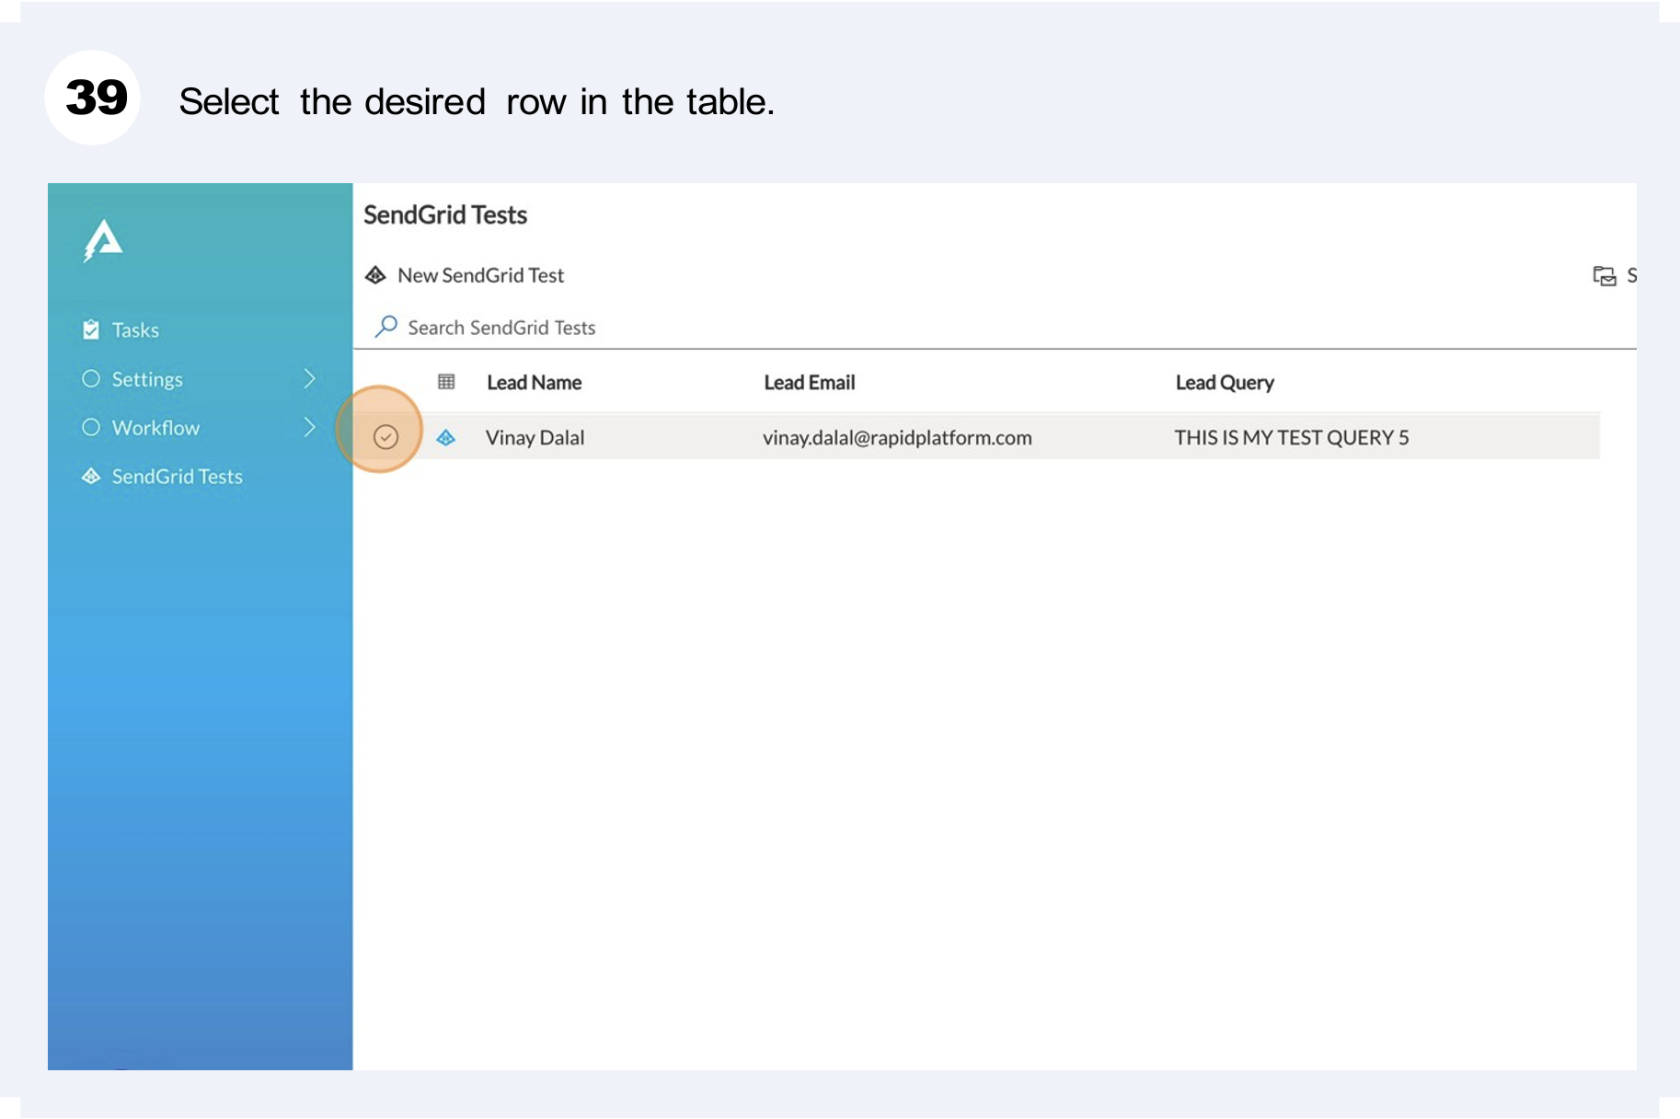 39 Select the desired row in the table.
SendGrid Tests
New SendGrid Test
S
Search SendGrid Tests
Tasks
Settings
Workflow
SendGrid Tests
Lead Name Lead Email Lead Query
Vinay Dalal vinay.dalal@rapidplatform.com THIS IS MY TEST QUERY 5